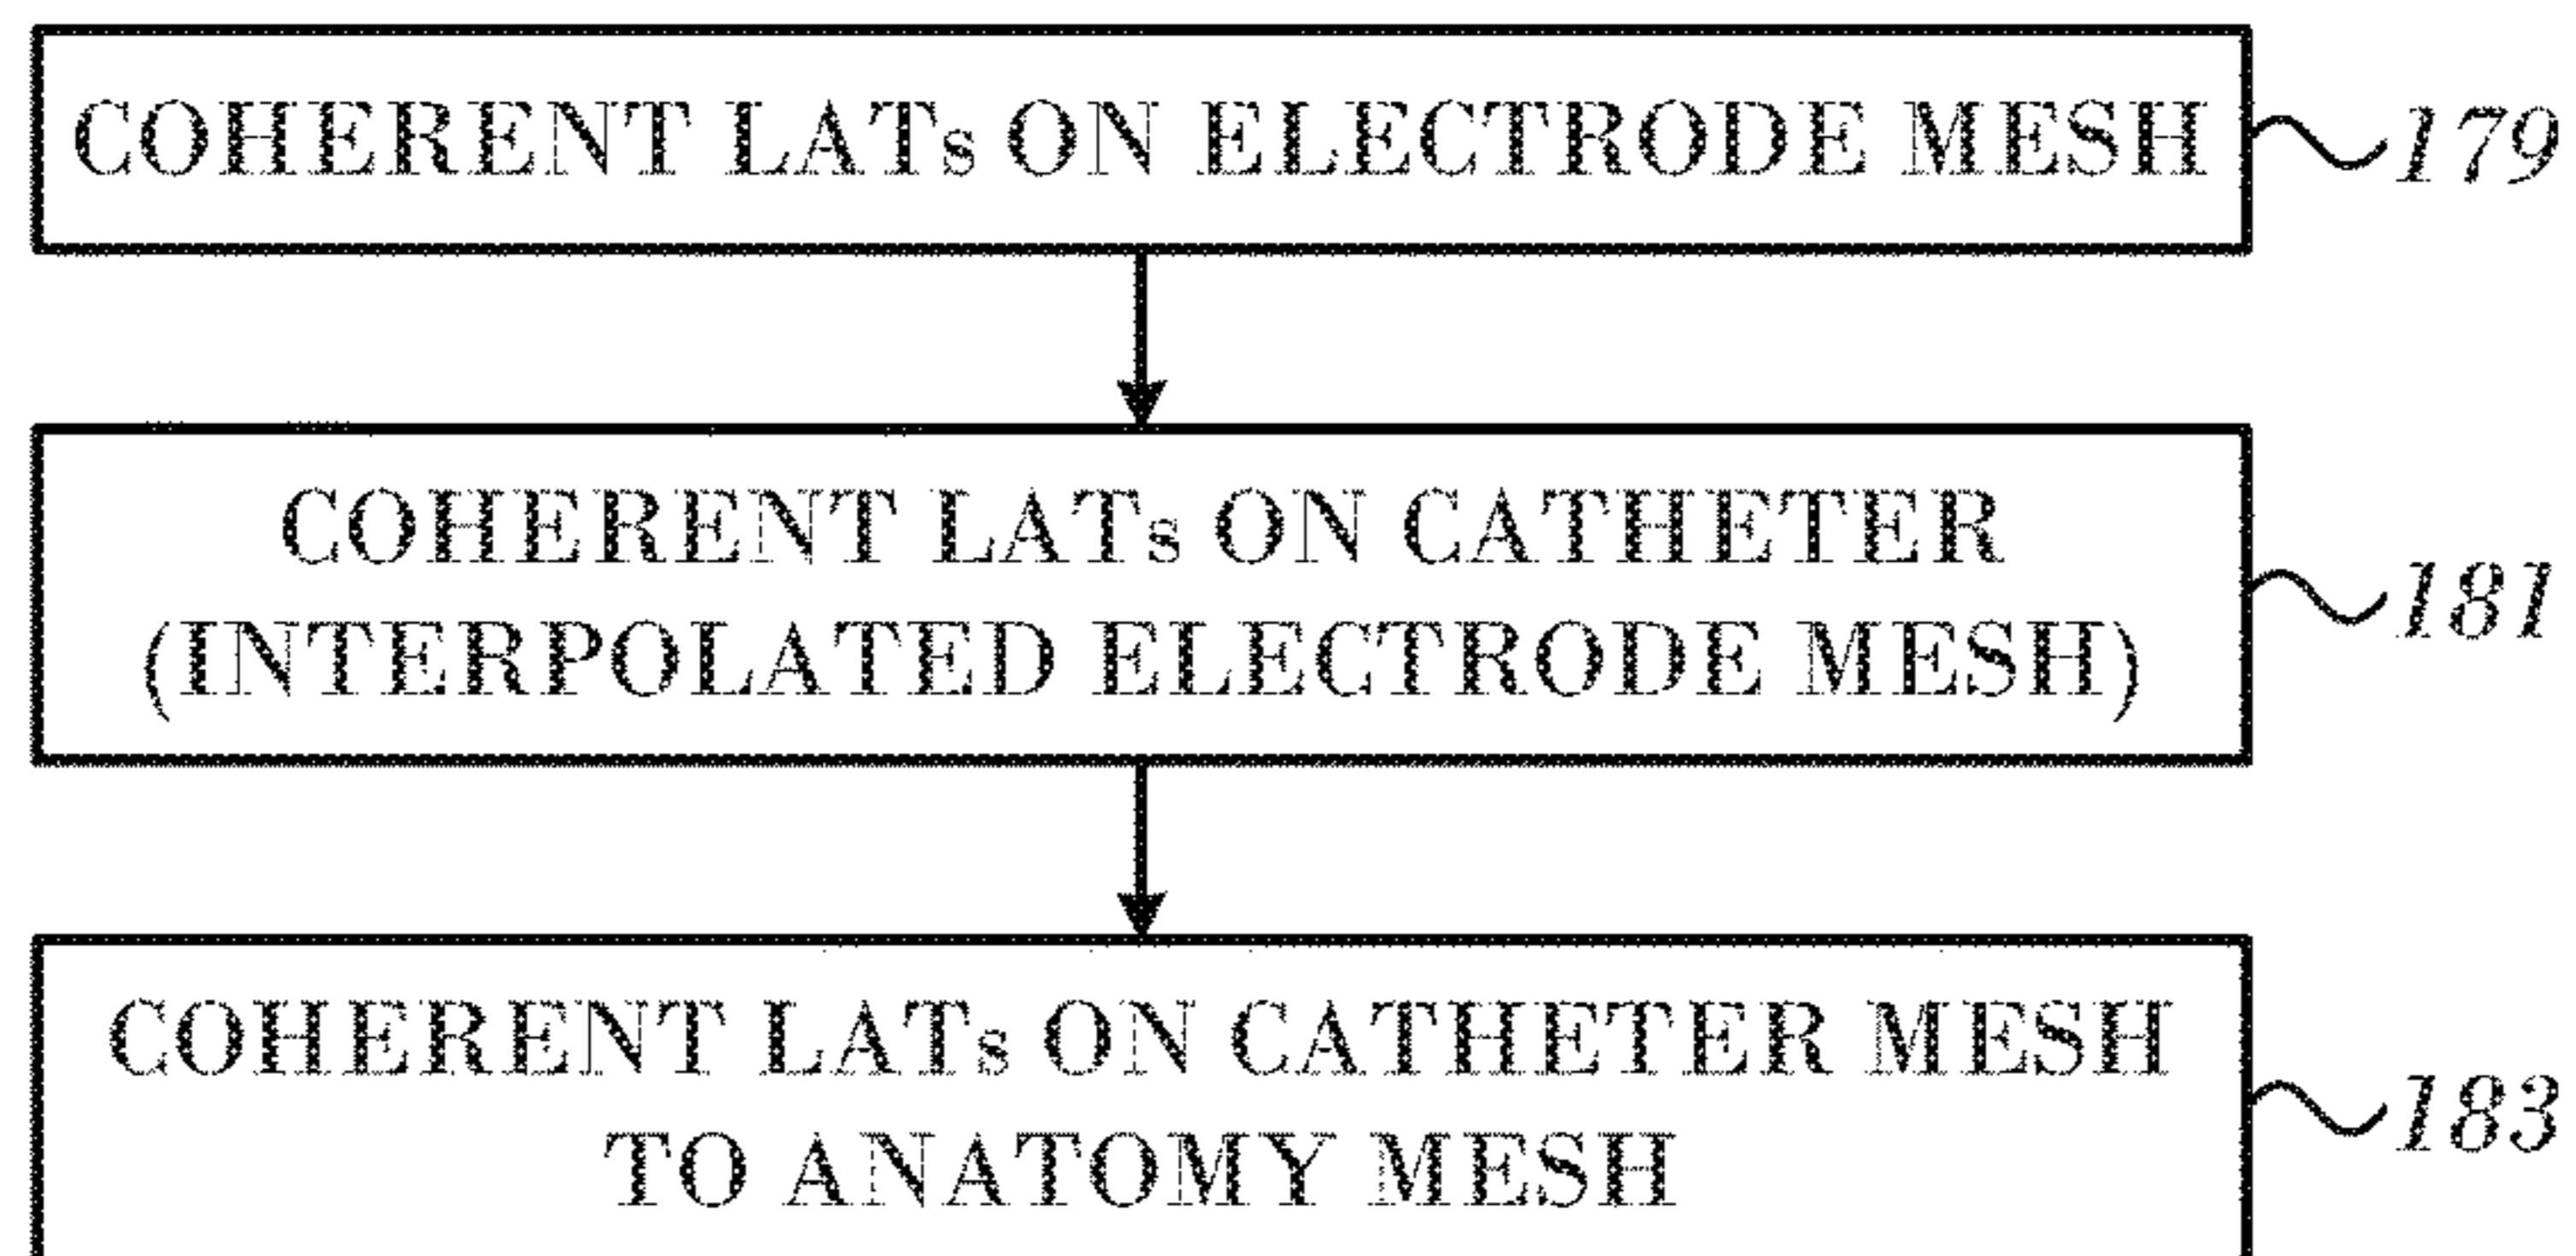 COHERENT LATs ON ELECTRODE MESH
179
COHERENT LATs ON CATHETER
(INTERPOLATED ELECTRODE MESH)
181
COHERENT LATs ON CATHETER MESH
TO ANATOMY MESH
183